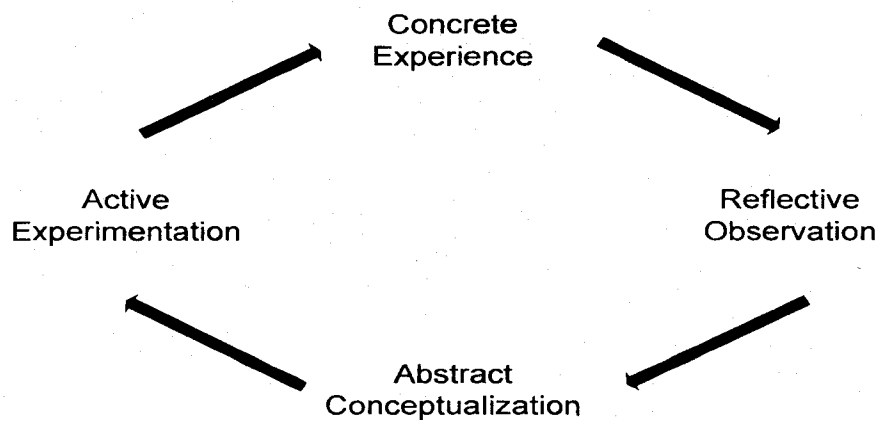 Concrete
Experience
Active
Experimentation
Reflective
Observation
Abstract
Conceptualization